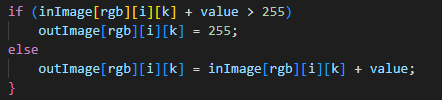 if (inImage[rgb][i][k] + value > 255)
    outImage[rgb][i][k] = 255;
else
    outImage[rgb][i][k] = inImage[rgb][i][k] + value;
}